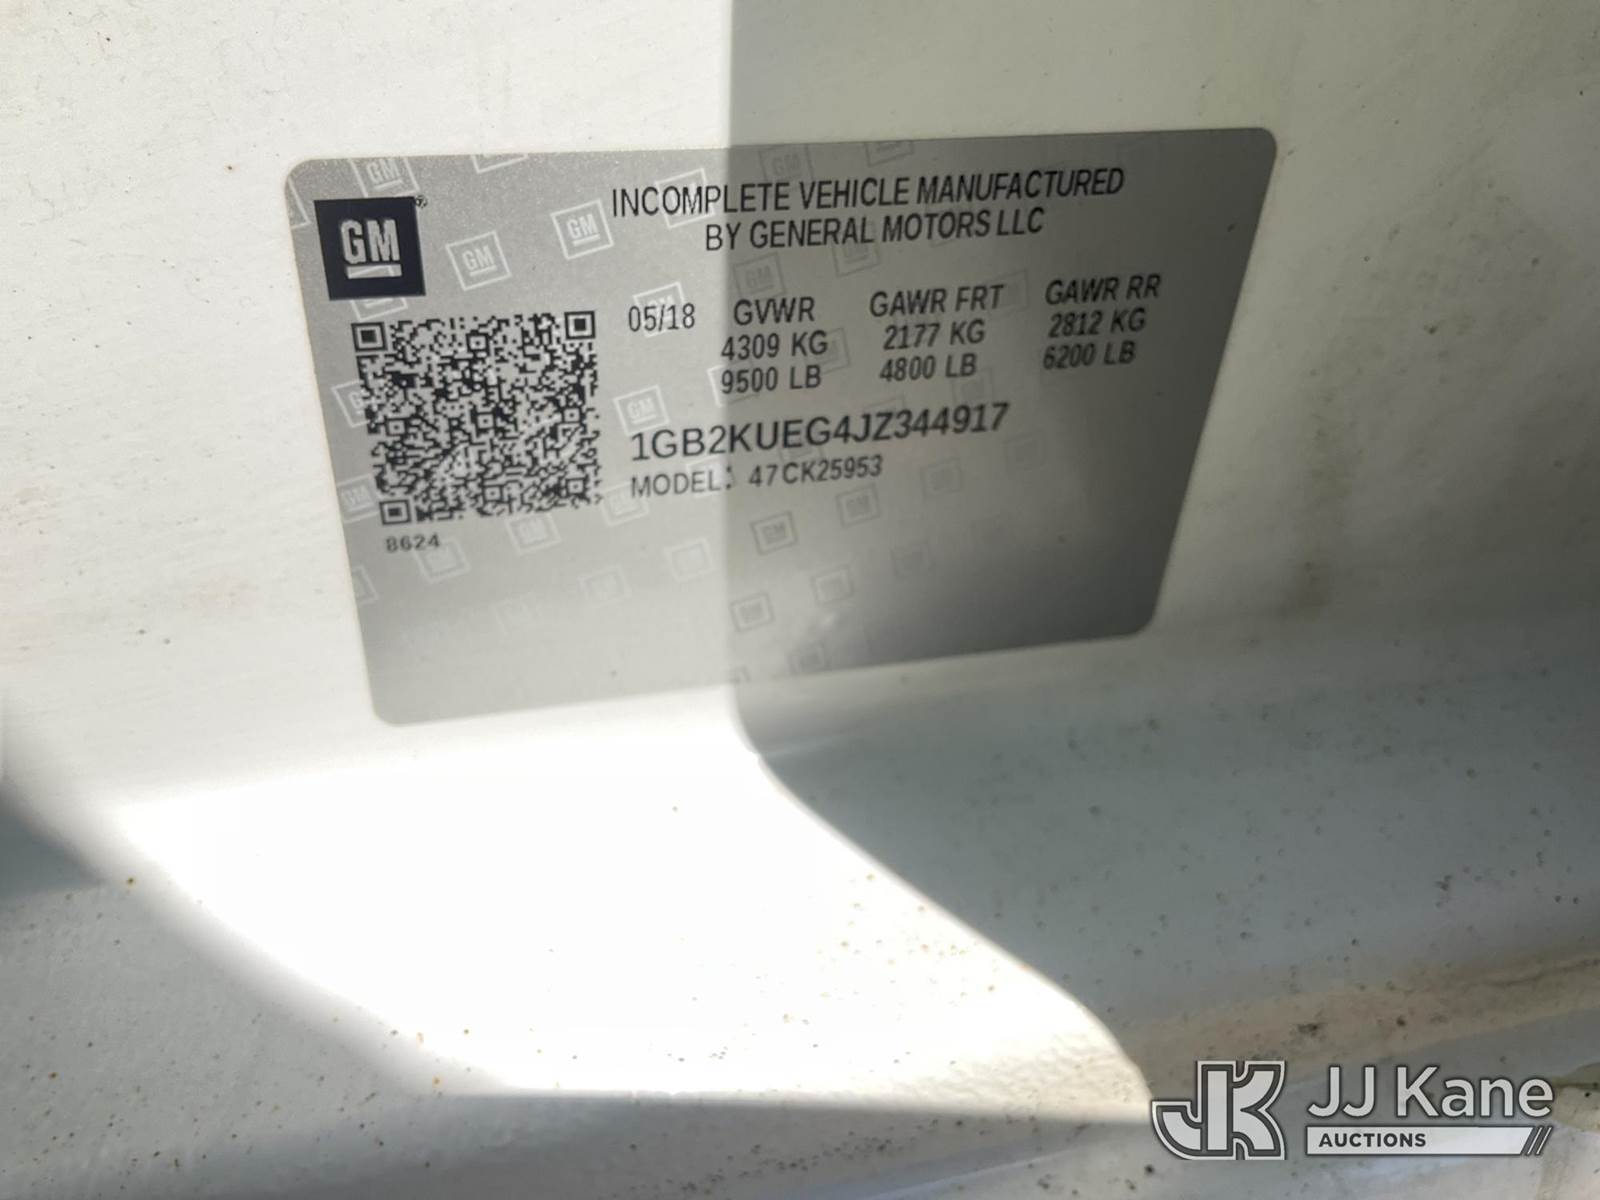 GM
INCOMPLETE VEHICLE MANUFACTURED
BY GENERAL MOTORS LLC
05/18 GVWR GAWR FRT GAWR RR
4309 KG 2177 KG 2812 KG
9500 LB 4800 LB 6200 LB
1GB2KUEG4JZ344917
MODEL: 47CK25953
8624
JK JJ Kane
AUCTIONS